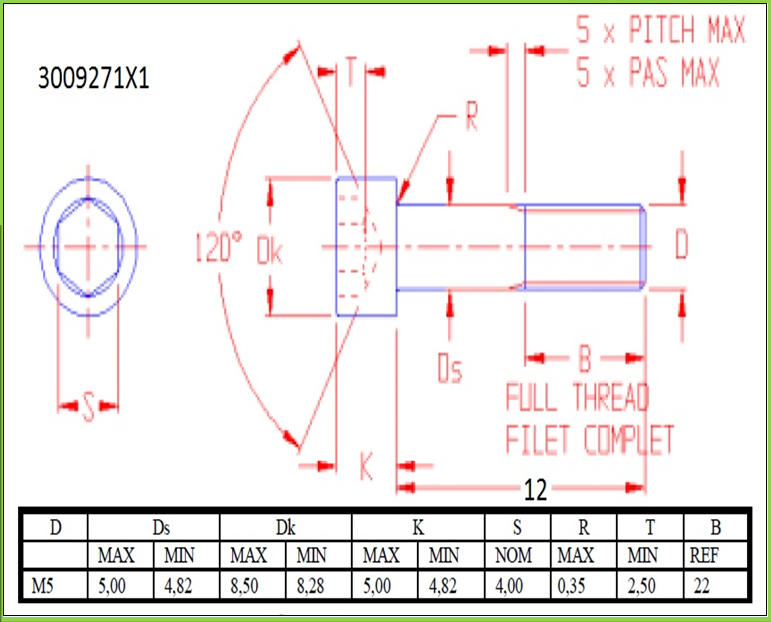 5 x PITCH MAX
5 x PAS MAX
3009271X1
T
R
120° Dk
D
Ds
B
S
FULL THREAD
FILET COMPLET
K
12
D Ds Dk K S R T B
MAX MIN MAX MIN MAX MIN NOM MAX MIN REF
M5 5,00 4,82 8,50 8,28 5,00 4,82 4,00 0,35 2,50 22